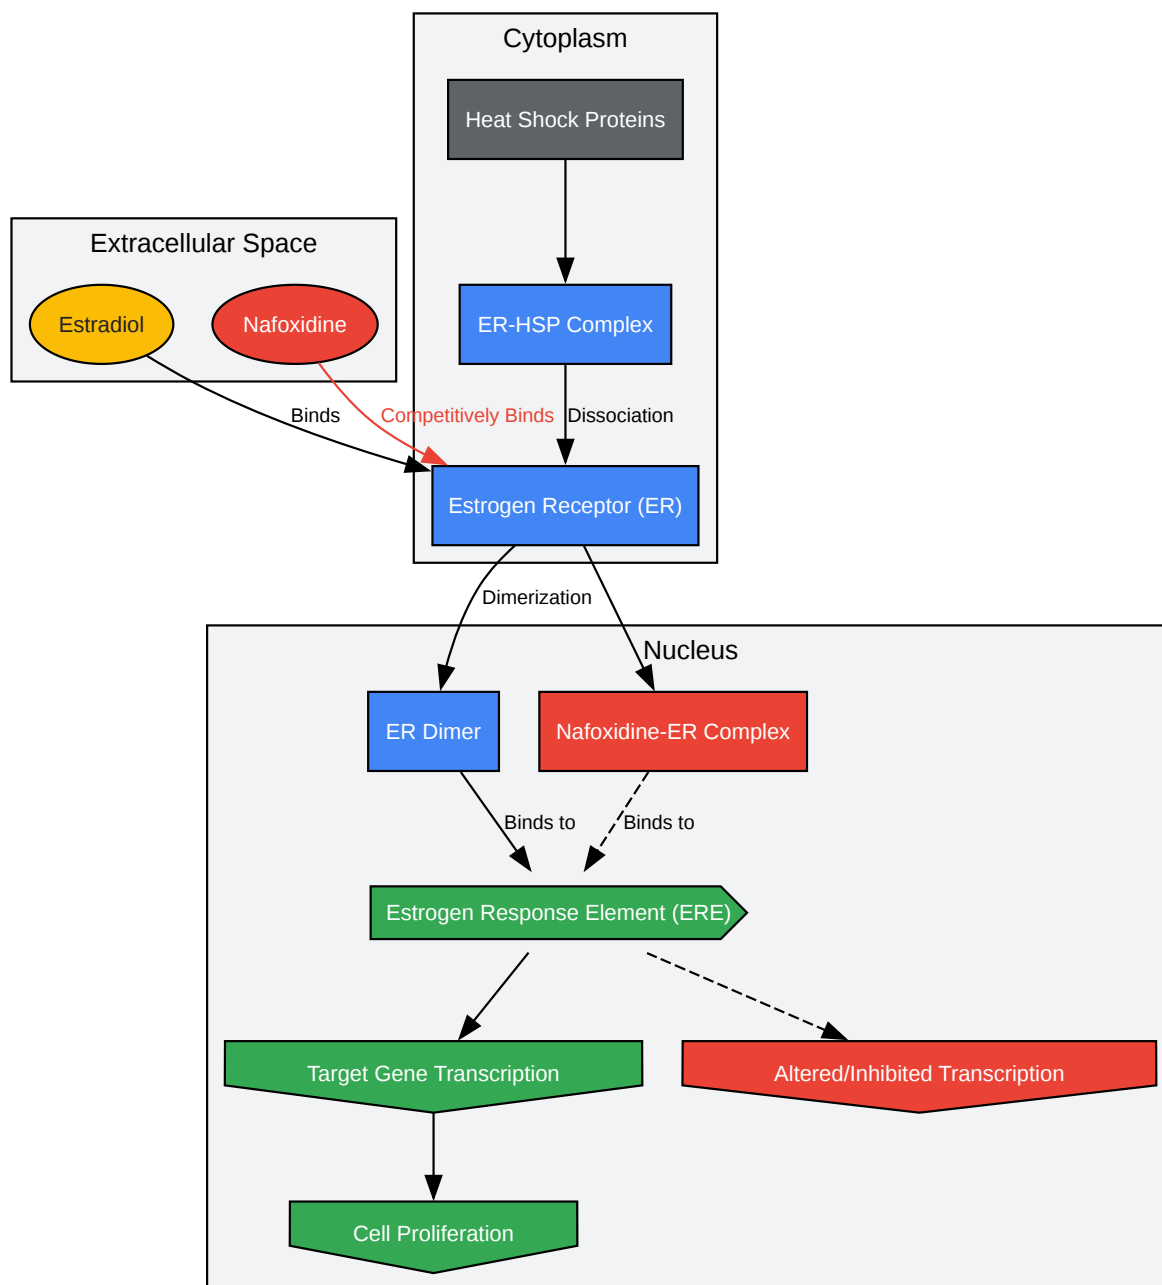 Cytoplasm
Heat Shock Proteins
Extracellular Space
Estradiol
Nafoxidine
ER-HSP Complex
Binds
Competitively Binds
Dissociation
Estrogen Receptor (ER)
Dimerization
Nucleus
ER Dimer
Nafoxidine-ER Complex
Binds to
Binds to
Estrogen Response Element (ERE)
Target Gene Transcription
Altered/Inhibited Transcription
Cell Proliferation